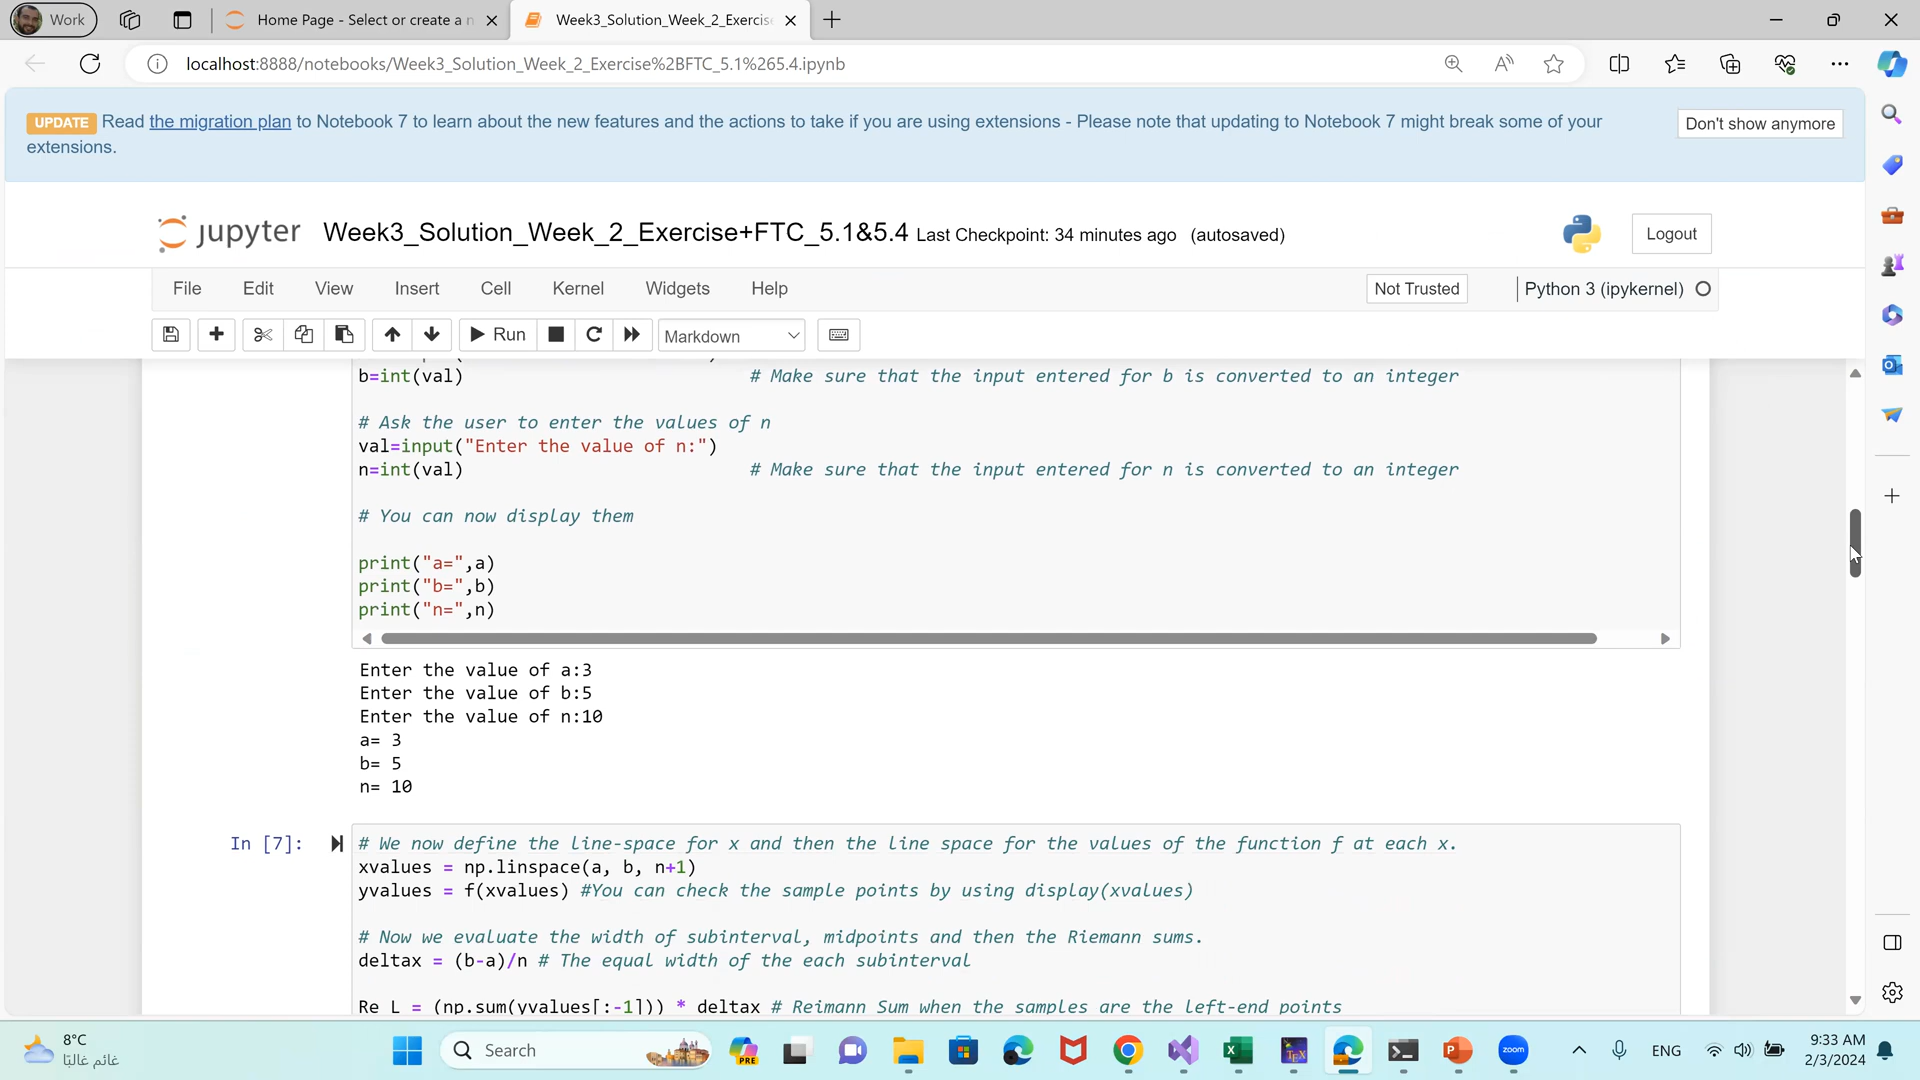 Work
Home Page - Select or create a n
Week3_Solution_Week_2_Exercis
localhost:8888/notebooks/Week3_Solution_Week_2_Exercise%2BFTC_5.1%265.4.ipynb
UPDATE Read the migration plan to Notebook 7 to learn about the new features and the actions to take if you are using extensions - Please note that updating to Notebook 7 might break some of your
extensions.
Don't show anymore
jupyter Week3_Solution_Week_2_Exercise+FTC_5.1&5.4 Last Checkpoint: 34 minutes ago (autosaved)
Logout
File Edit View Insert Cell Kernel Widgets Help
Not Trusted
Python 3 (ipykernel)
Run
Markdown
b=int(val) # Make sure that the input entered for b is converted to an integer
# Ask the user to enter the values of n
val=input("Enter the value of n:")
n=int(val) # Make sure that the input entered for n is converted to an integer
# You can now display them
print("a=",a)
print("b=",b)
print("n=",n)
Enter the value of a:3
Enter the value of b:5
Enter the value of n:10
a= 3
b= 5
n= 10
In [7]:
# We now define the line-space for x and then the line space for the values of the function f at each x.
xvalues = np.linspace(a, b, n+1)
yvalues = f(xvalues) #You can check the sample points by using display(xvalues)
# Now we evaluate the width of subinterval, midpoints and then the Riemann sums.
deltax = (b-a)/n # The equal width of the each subinterval
Re_L = (np.sum(yvalues[:-1])) * deltax # Reimann Sum when the samples are the left-end points
8°C
غائم غالبًا
Search
PRE
TEX
zoom
ENG
9:33 AM
2/3/2024